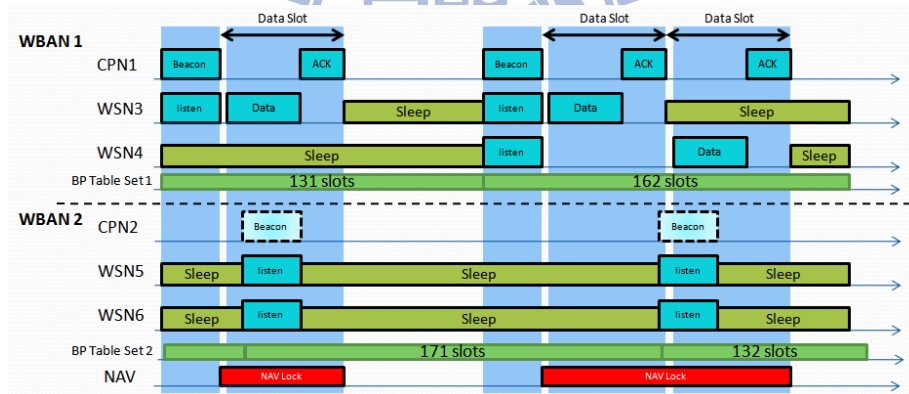 Data Slot Data Slot Data Slot
WBAN 1
CPN1 Beacon ACK Beacon ACK ACK
WSN3 listen Data Sleep listen Data Sleep
WSN4 Sleep listen Data Sleep
BP Table Set 1 131 slots 162 slots
WBAN 2
CPN2 Beacon Beacon
WSN5 Sleep listen Sleep listen Sleep
WSN6 Sleep listen Sleep listen Sleep
BP Table Set 2 171 slots 132 slots
NAV NAV Lock NAV Lock